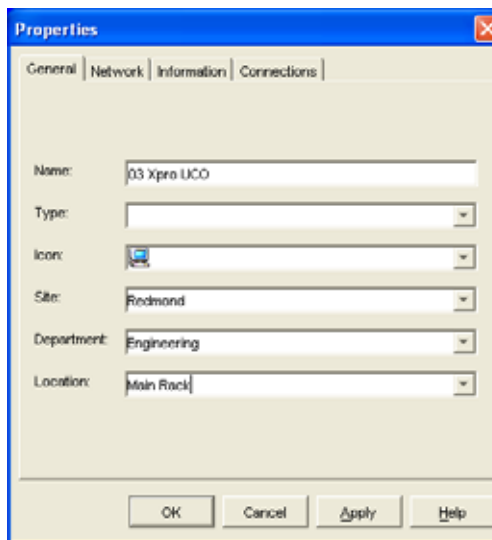 Properties
General Network Information Connections
Name: 03 Xpro UCO
Type:
Icon:
Site: Redmond
Department: Engineering
Location: Main Rack
OK Cancel Apply Help